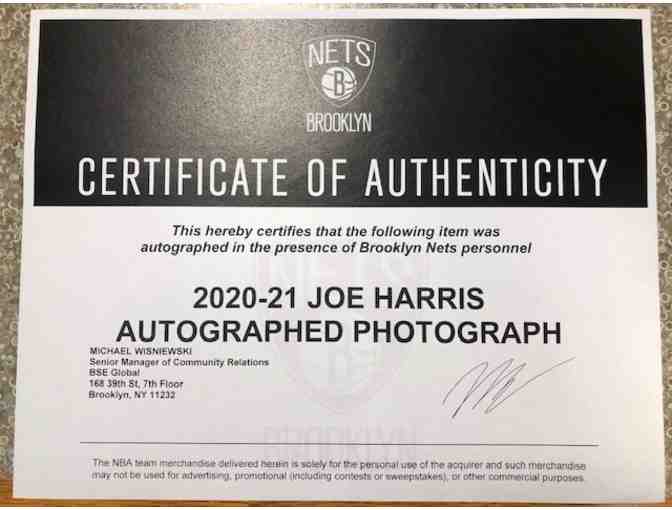 NETS
B
BROOKLYN
CERTIFICATE OF AUTHENTICITY
This hereby certifies that the following item was
autographed in the presence of Brooklyn Nets personnel
NETS
2020-21 JOE HARRIS
AUTOGRAPHED PHOTOGRAPH
MICHAEL WISNIEWSKI
Senior Manager of Community Relations
BSE Global
168 39th St, 7th Floor
Brooklyn, NY 11232
B
BROOKLYN
The NBA team merchandise delivered herein is solely for the personal use of the acquirer and such merchandise
may not be used for advertising, promotional (including contests or sweepstakes), or other commercial purposes.